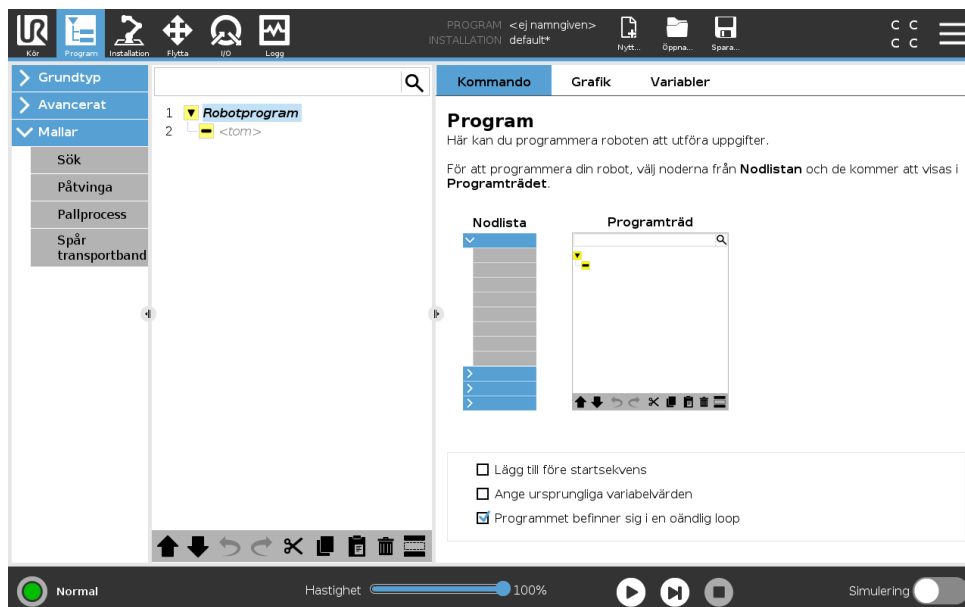 PROGRAM <ej namngiven>
INSTALLATION default*
UR
Kör
Program
Installation
Flytta
I/O
Logg
Nytt...
Öppna...
Spara...
C C
C C
Grundtyp
Avancerat
Mallar
Sök
Påtvinga
Pallprocess
Spår
transportband
1 Robotprogram
2 <tom>
Kommando Grafik Variabler
Program
Här kan du programmera roboten att utföra uppgifter.
För att programmera din robot, välj noderna från Nodlistan och de kommer att visas i
Programträdet.
Nodlista
Programträd
Lägg till före startsekvens
Ange ursprungliga variabelvärden
Programmet befinner sig i en oändlig loop
Normal
Hastighet
100%
Simulering